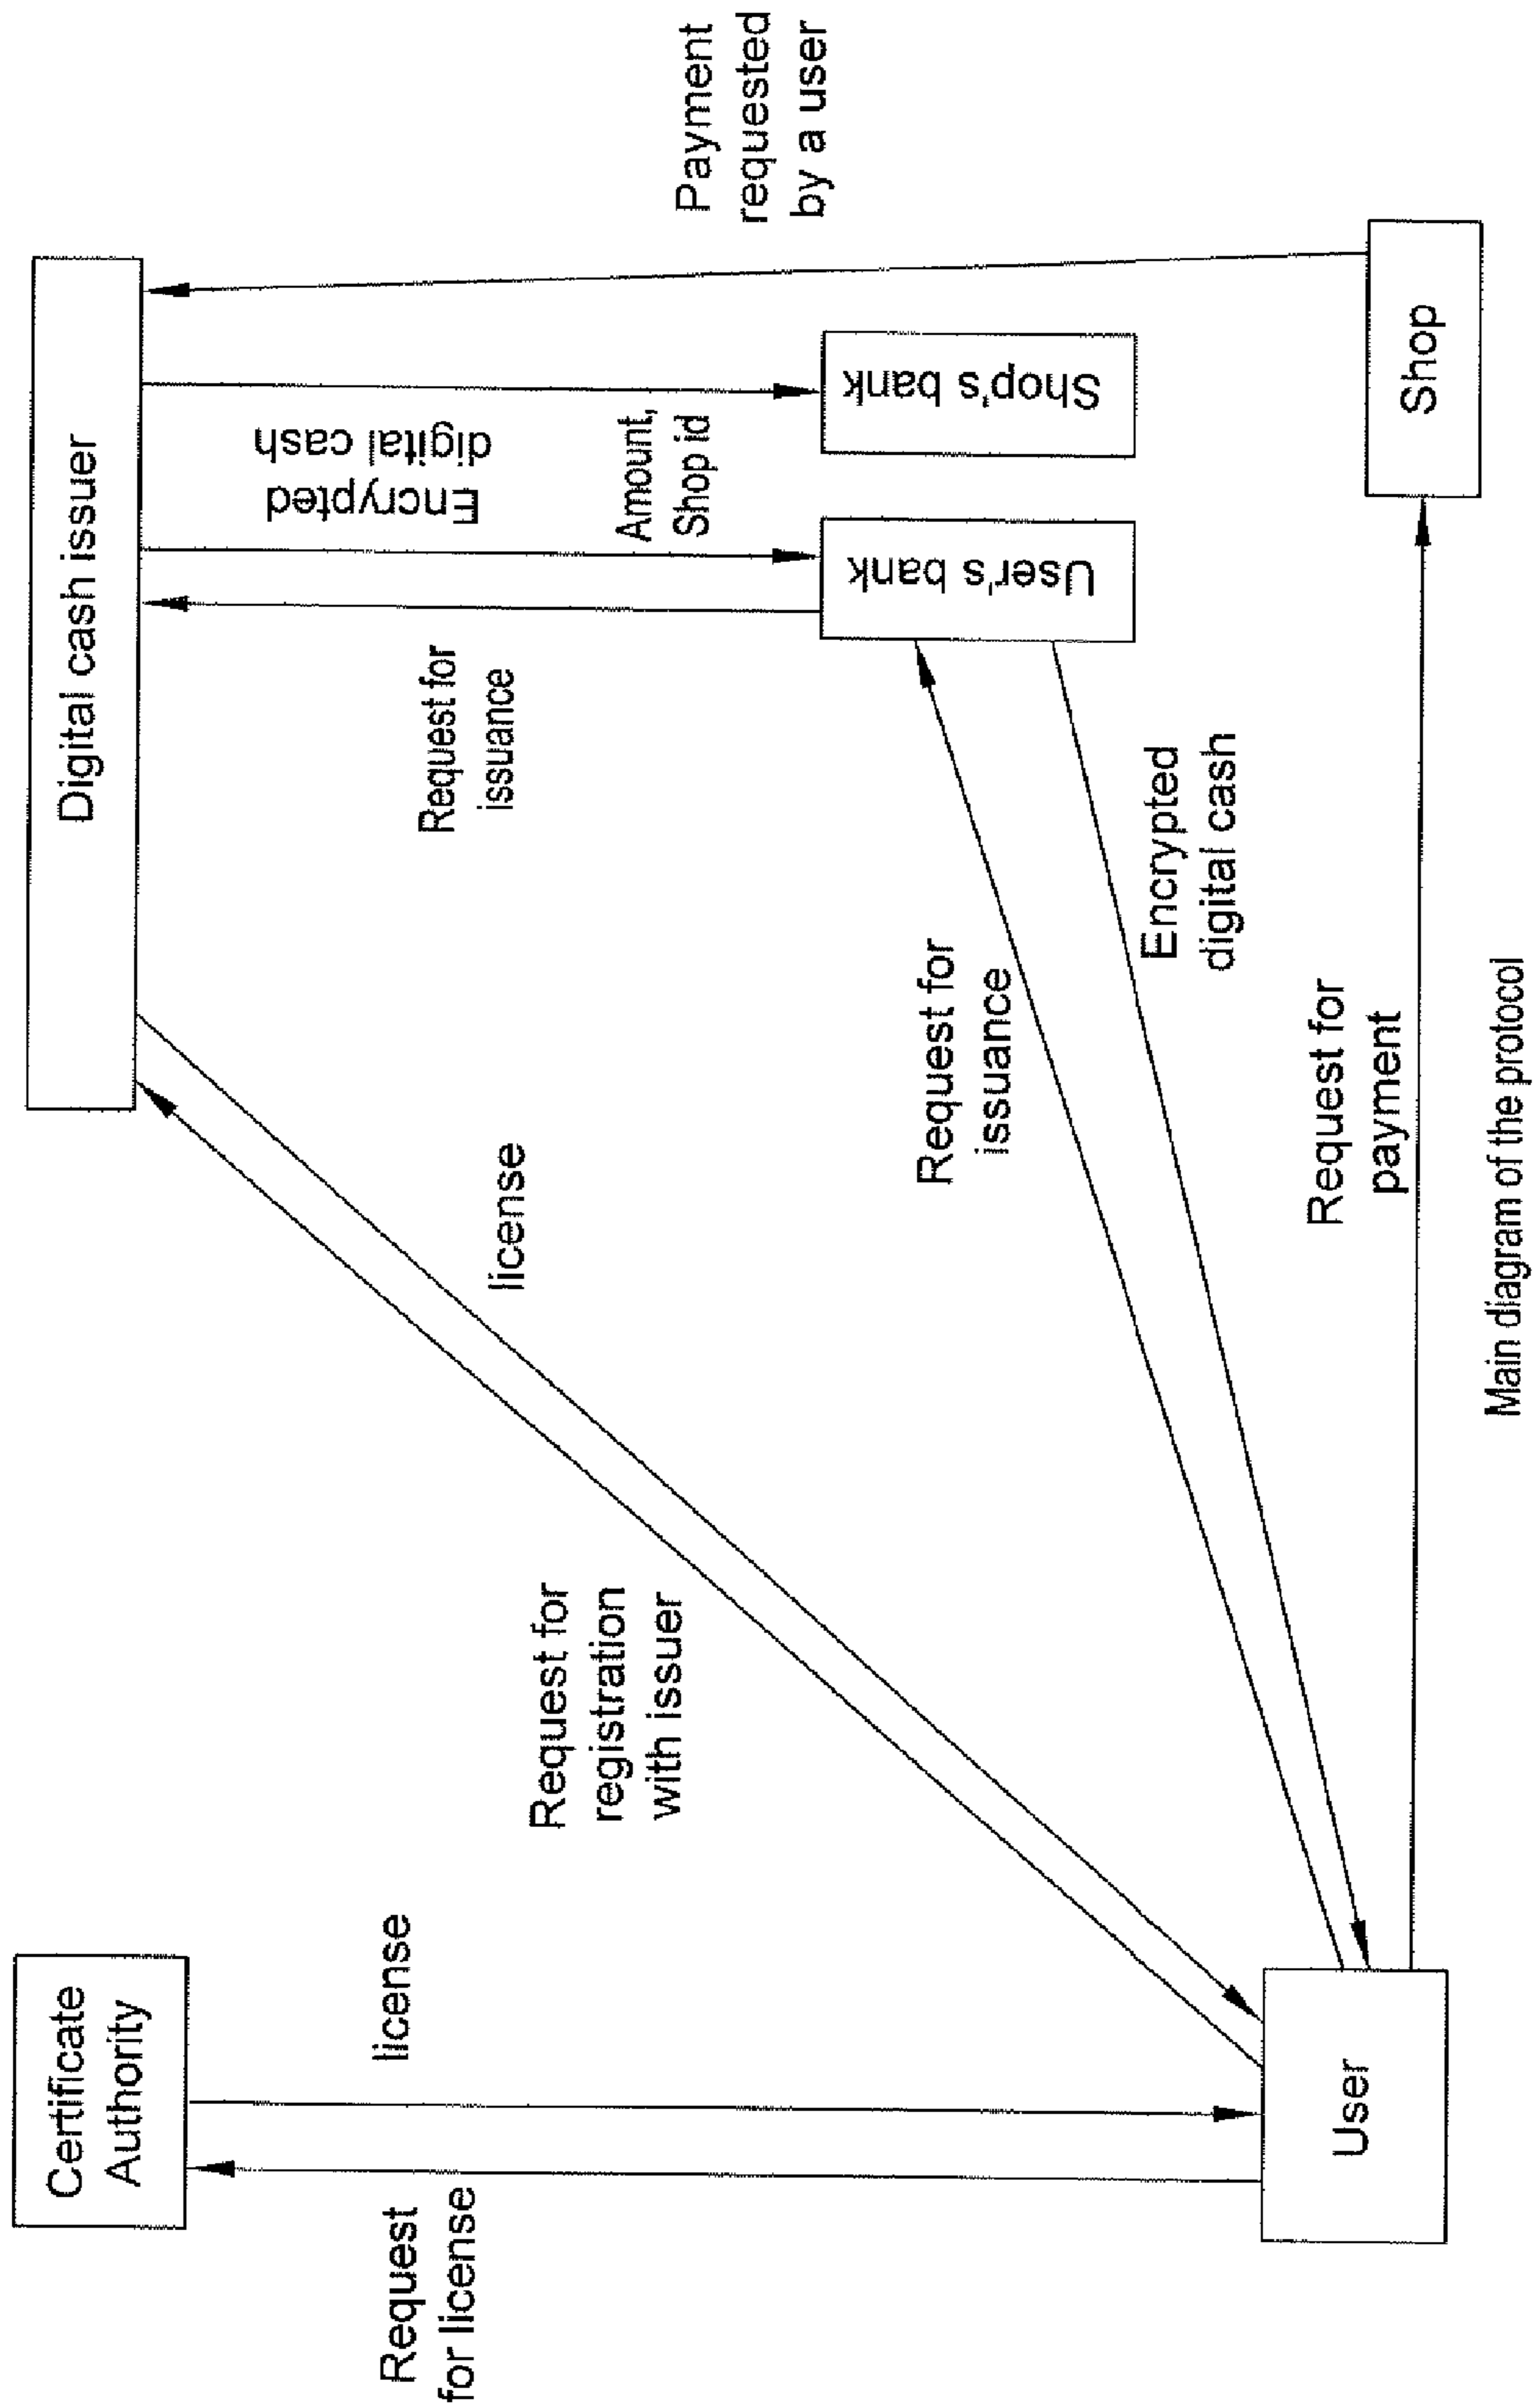 Certificate
Authority
Digital cash issuer
Request
for license
license
Request for
registration
with issuer
license
Request for
issuance
Encrypted
digital cash
Amount,
Shop id
Payment
requested
by a user
User's bank
Shop's bank
Request for
issuance
Encrypted
digital cash
Request for
payment
User
Shop
Main diagram of the protocol